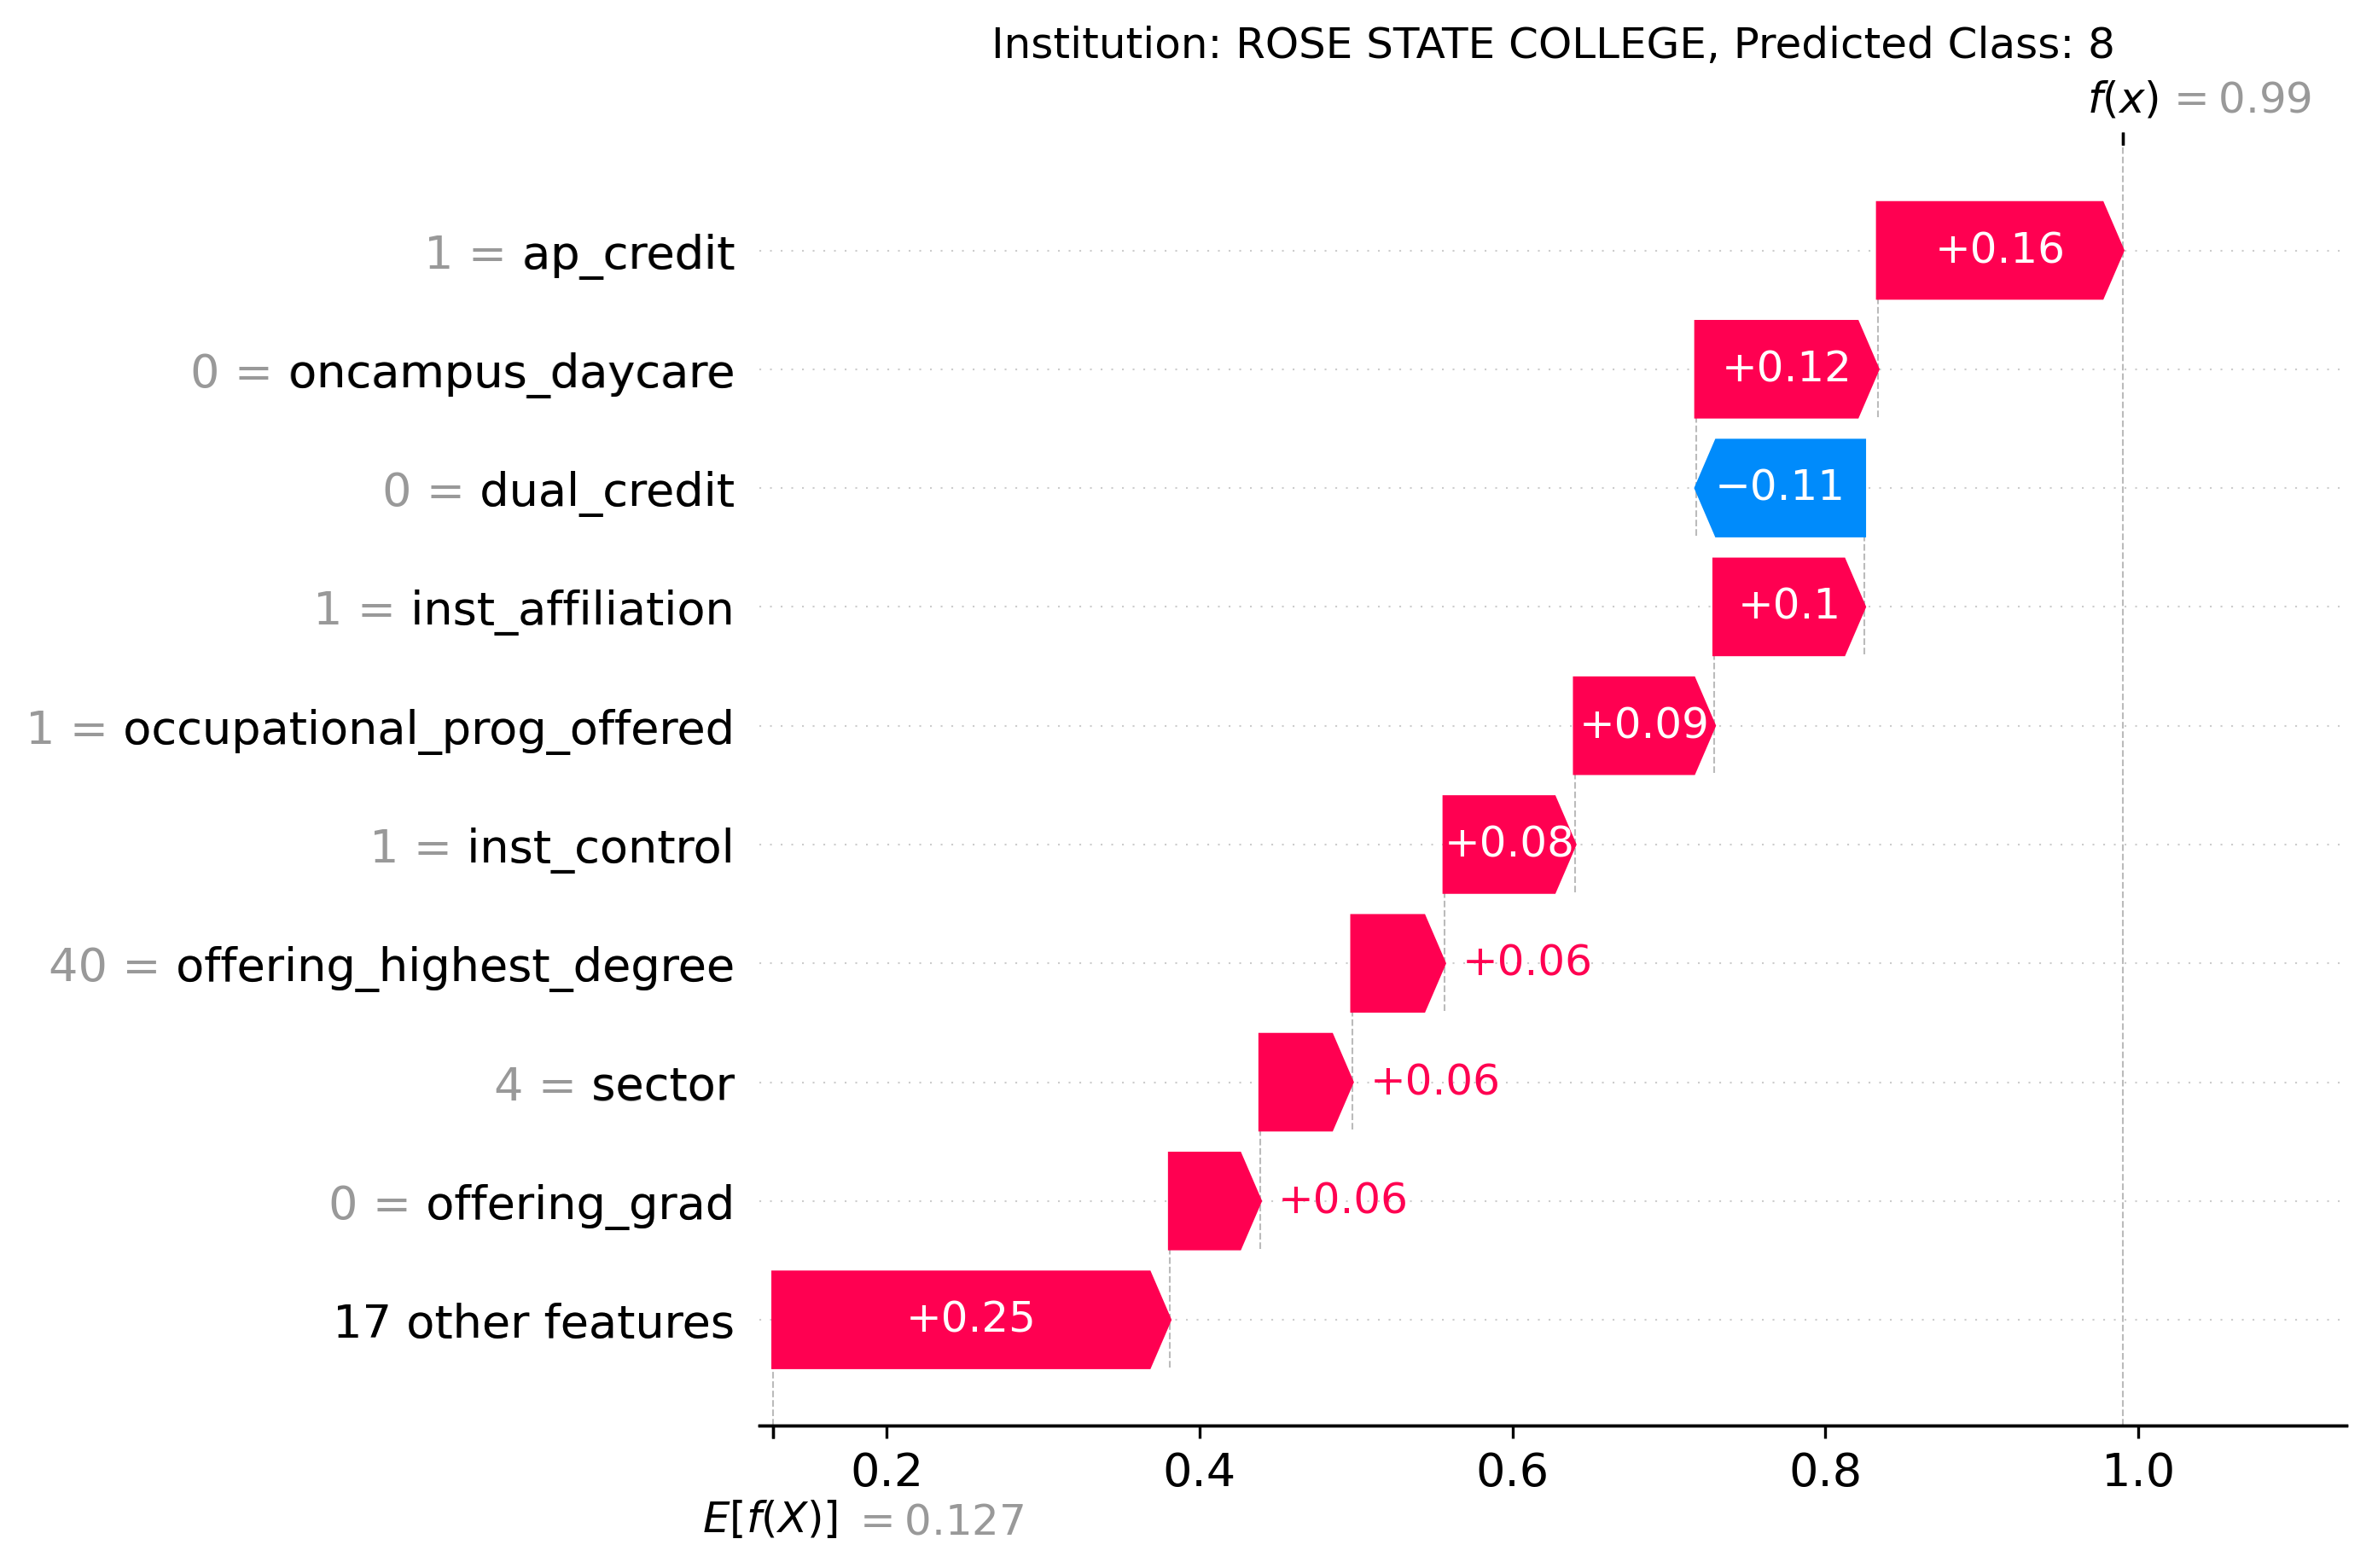 Institution: ROSE STATE COLLEGE, Predicted Class: 8
f(x) = 0.99
1 = ap_credit +0.16
0 = oncampus_daycare +0.12
0 = dual_credit −0.11
1 = inst_affiliation +0.1
1 = occupational_prog_offered +0.09
1 = inst_control +0.08
40 = offering_highest_degree +0.06
4 = sector +0.06
0 = offering_grad +0.06
17 other features +0.25
0.2 0.4 0.6 0.8 1.0
E[f(X)] = 0.127